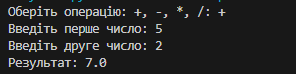 Оберіть операцію: +, -, *, /: +
Введіть перше число: 5
Введіть друге число: 2
Результат: 7.0